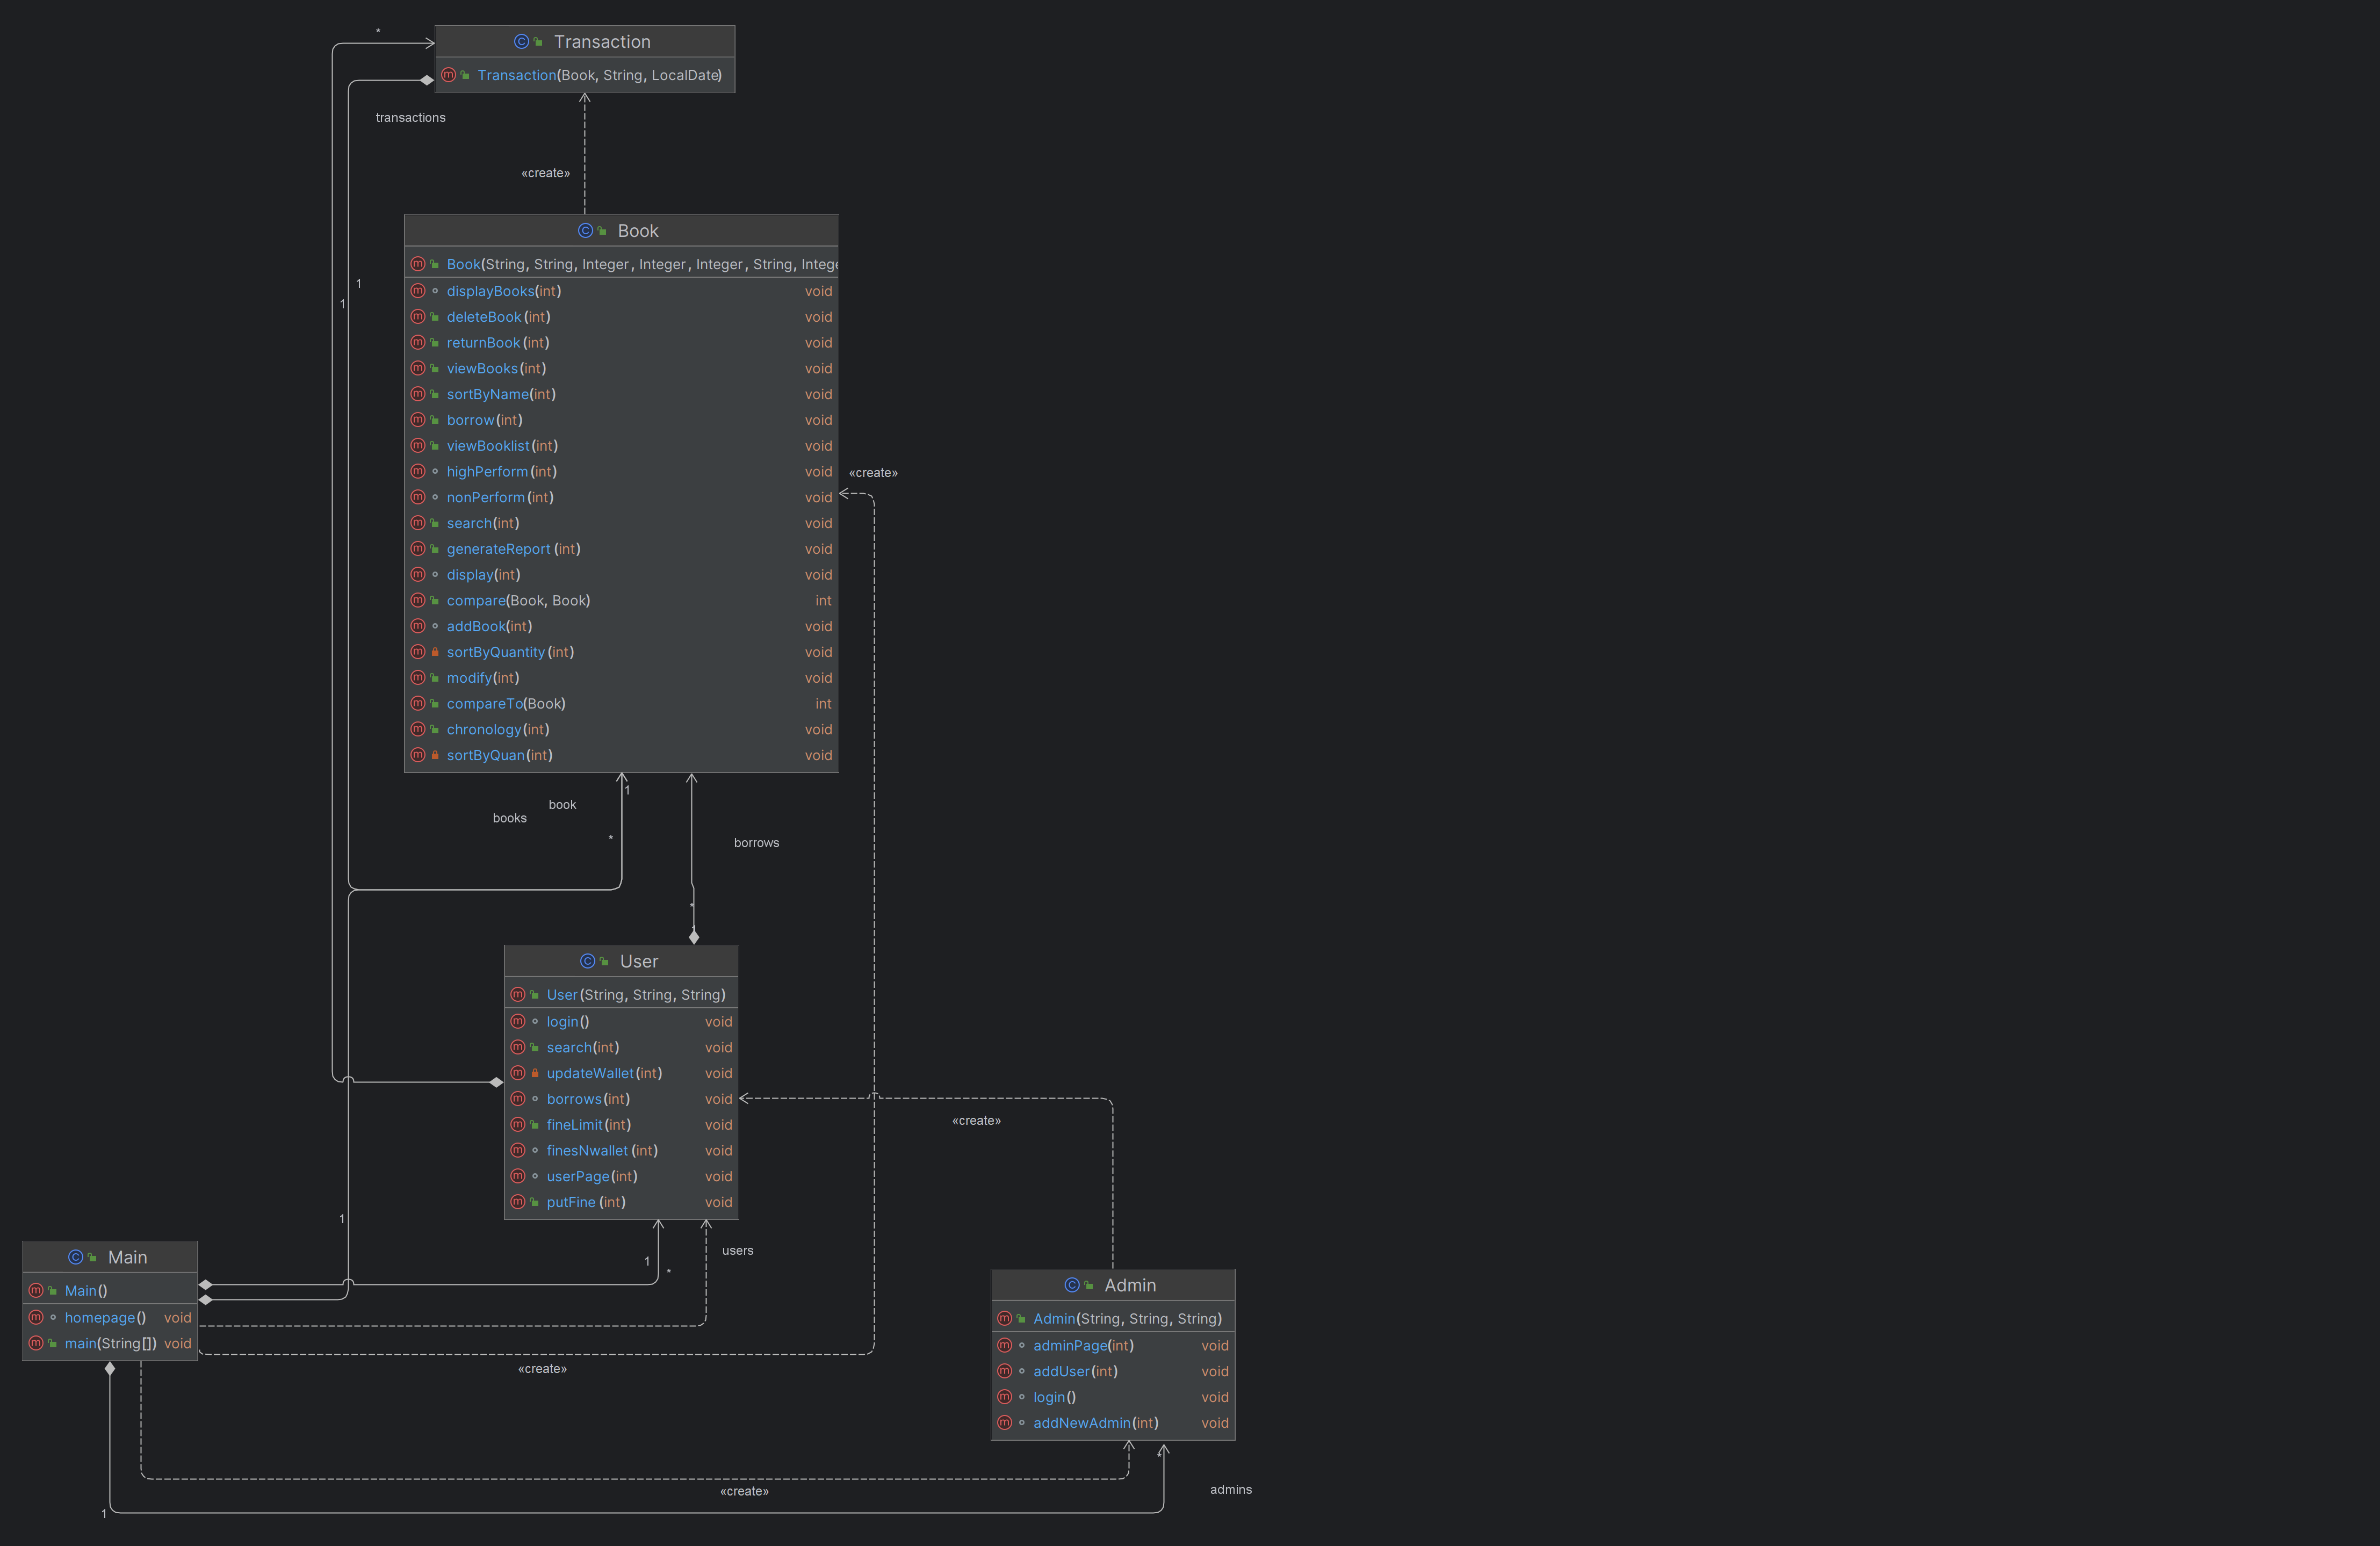 *
Transaction
Transaction(Book, String, LocalDate)
transactions
«create»
Book
Book(String, String, Integer, Integer, Integer, String, Intege
displayBooks(int) void
deleteBook(int) void
1
1
returnBook(int) void
viewBooks(int) void
sortByName(int) void
borrow(int) void
viewBooklist(int) void
highPerform(int) void
«create»
nonPerform(int) void
search(int) void
generateReport(int) void
display(int) void
compare(Book, Book) int
addBook(int) void
sortByQuantity(int) void
modify(int) void
compareTo(Book) int
chronology(int) void
sortByQuan(int) void
1
book
books
*
borrows
*
User
User(String, String, String)
login() void
search(int) void
updateWallet(int) void
borrows(int) void
fineLimit(int) void
«create»
finesNwallet(int) void
userPage(int) void
putFine(int) void
1
users
1
*
Main
Main()
homepage() void
main(String[]) void
«create»
Admin
Admin(String, String, String)
adminPage(int) void
addUser(int) void
login() void
addNewAdmin(int) void
*
«create»
admins
1